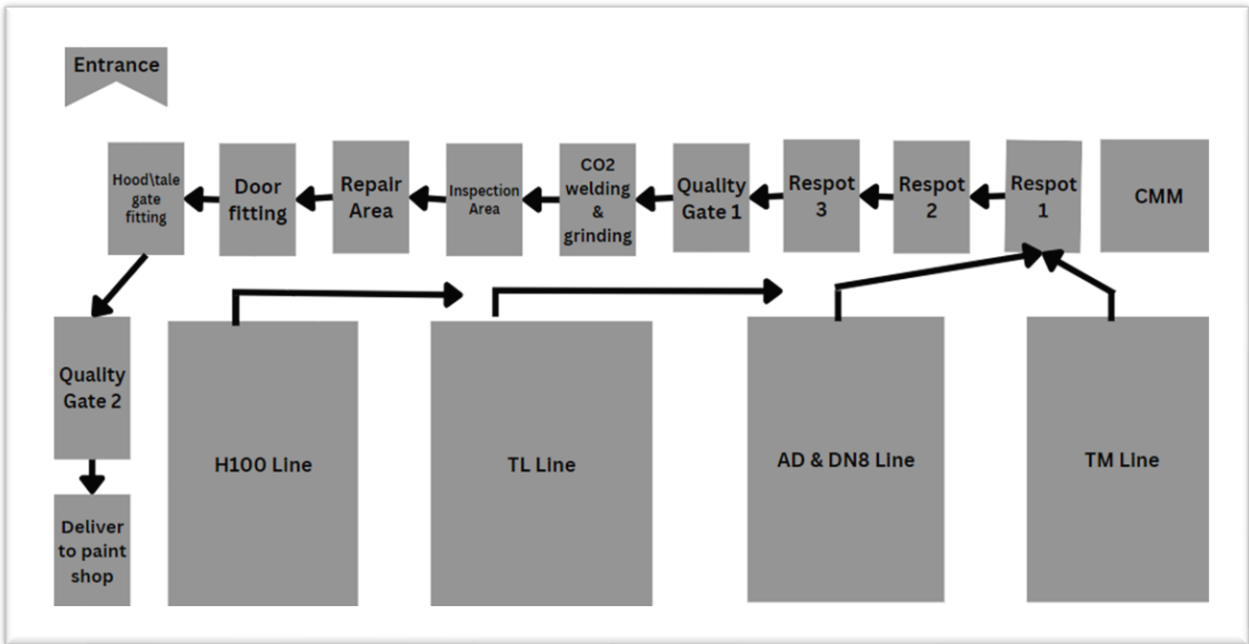 Entrance
Hood\tale
gate
fitting
Door
fitting
Repair
Area
Inspection
Area
CO2
welding
&
grinding
Quality
Gate 1
Respot
3
Respot
2
Respot
1
CMM
Quality
Gate 2
Deliver
to paint
shop
H100 Line
TL Line
AD & DN8 Line
TM Line